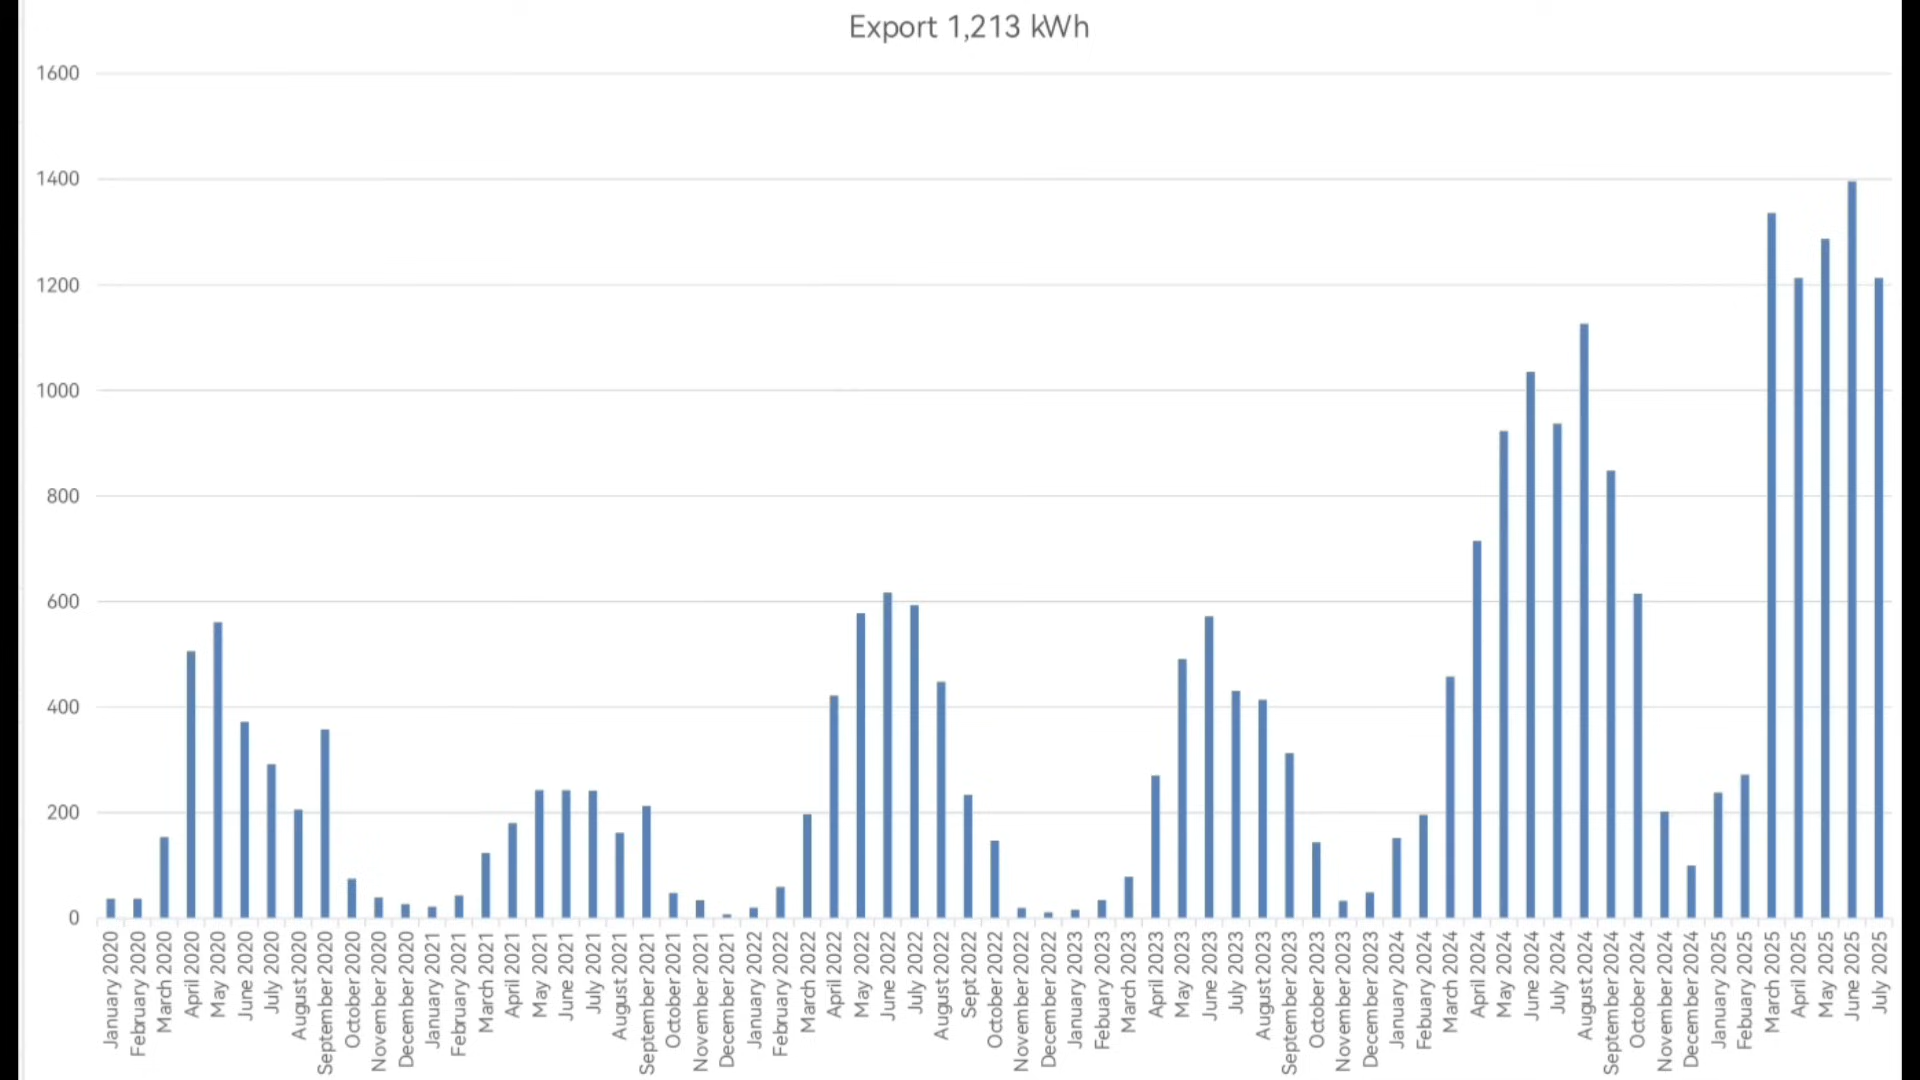 Export 1,213 kWh
1600
1400
1200
1000
800
600
400
200
0
January 2020
February 2020
March 2020
April 2020
May 2020
June 2020
July 2020
August 2020
September 2020
October 2020
November 2020
December 2020
January 2021
February 2021
March 2021
April 2021
May 2021
June 2021
July 2021
August 2021
September 2021
October 2021
November 2021
December 2021
January 2022
February 2022
March 2022
April 2022
May 2022
June 2022
July 2022
August 2022
Sept 2022
October 2022
November 2022
December 2022
January 2023
Febuary 2023
March 2023
April 2023
May 2023
June 2023
July 2023
August 2023
September 2023
October 2023
November 2023
December 2023
January 2024
Febuary 2024
March 2024
April 2024
May 2024
June 2024
July 2024
August 2024
September 2024
October 2024
November 2024
December 2024
January 2025
Febuary 2025
March 2025
April 2025
May 2025
June 2025
July 2025